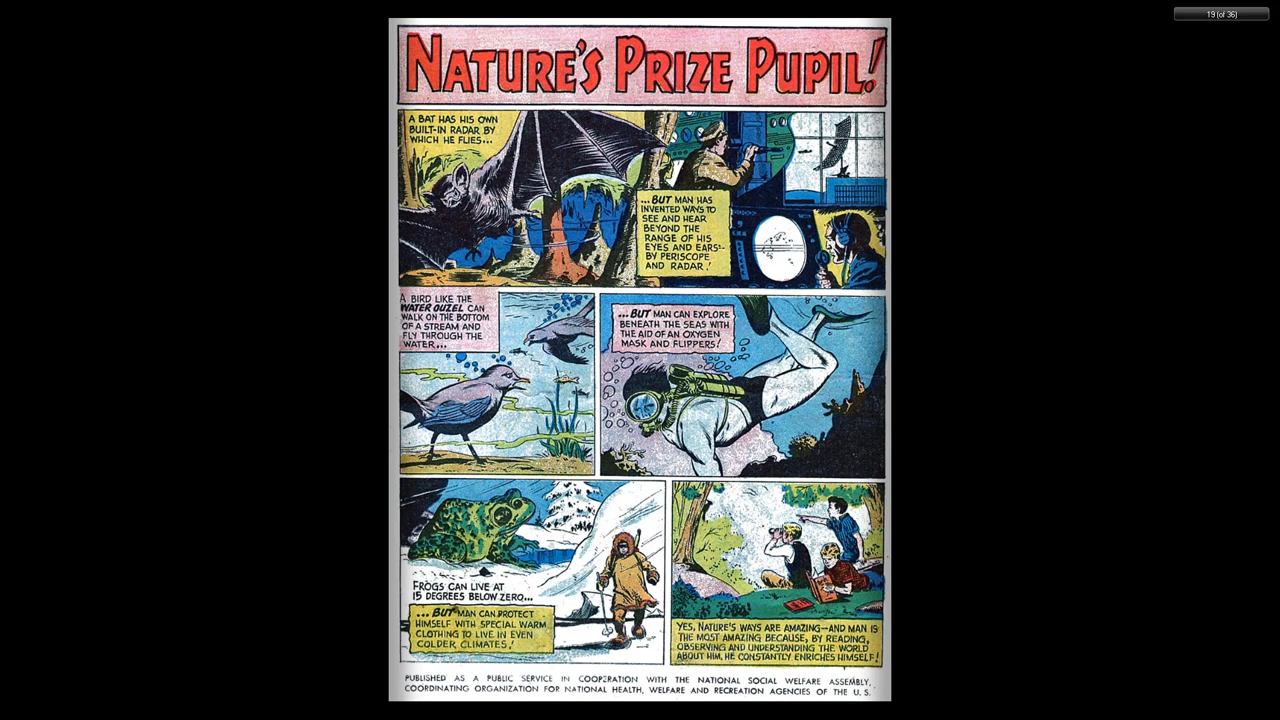 19 (of 36)
NATURE'S PRIZE PUPIL!
A BAT HAS HIS OWN
BUILT-IN RADAR BY
WHICH HE FLIES...
...BUT MAN HAS
INVENTED WAYS TO
SEE AND HEAR
BEYOND THE
RANGE OF HIS
EYES AND EARS--
BY PERISCOPE
AND RADAR!
A BIRD LIKE THE
WATER OUZEL CAN
WALK ON THE BOTTOM
OF A STREAM AND
FLY THROUGH THE
WATER...
...BUT MAN CAN EXPLORE
BENEATH THE SEAS WITH
THE AID OF AN OXYGEN
MASK AND FLIPPERS!
FROGS CAN LIVE AT
15 DEGREES BELOW ZERO...
...BUT MAN CAN PROTECT
HIMSELF WITH SPECIAL WARM
CLOTHING TO LIVE IN EVEN
COLDER CLIMATES!
YES, NATURE'S WAYS ARE AMAZING--AND MAN IS
THE MOST AMAZING BECAUSE, BY READING,
OBSERVING AND UNDERSTANDING THE WORLD
ABOUT HIM, HE CONSTANTLY ENRICHES HIMSELF!
PUBLISHED AS A PUBLIC SERVICE IN COOPERATION WITH THE NATIONAL SOCIAL WELFARE ASSEMBLY,
COORDINATING ORGANIZATION FOR NATIONAL HEALTH, WELFARE AND RECREATION AGENCIES OF THE U.S.